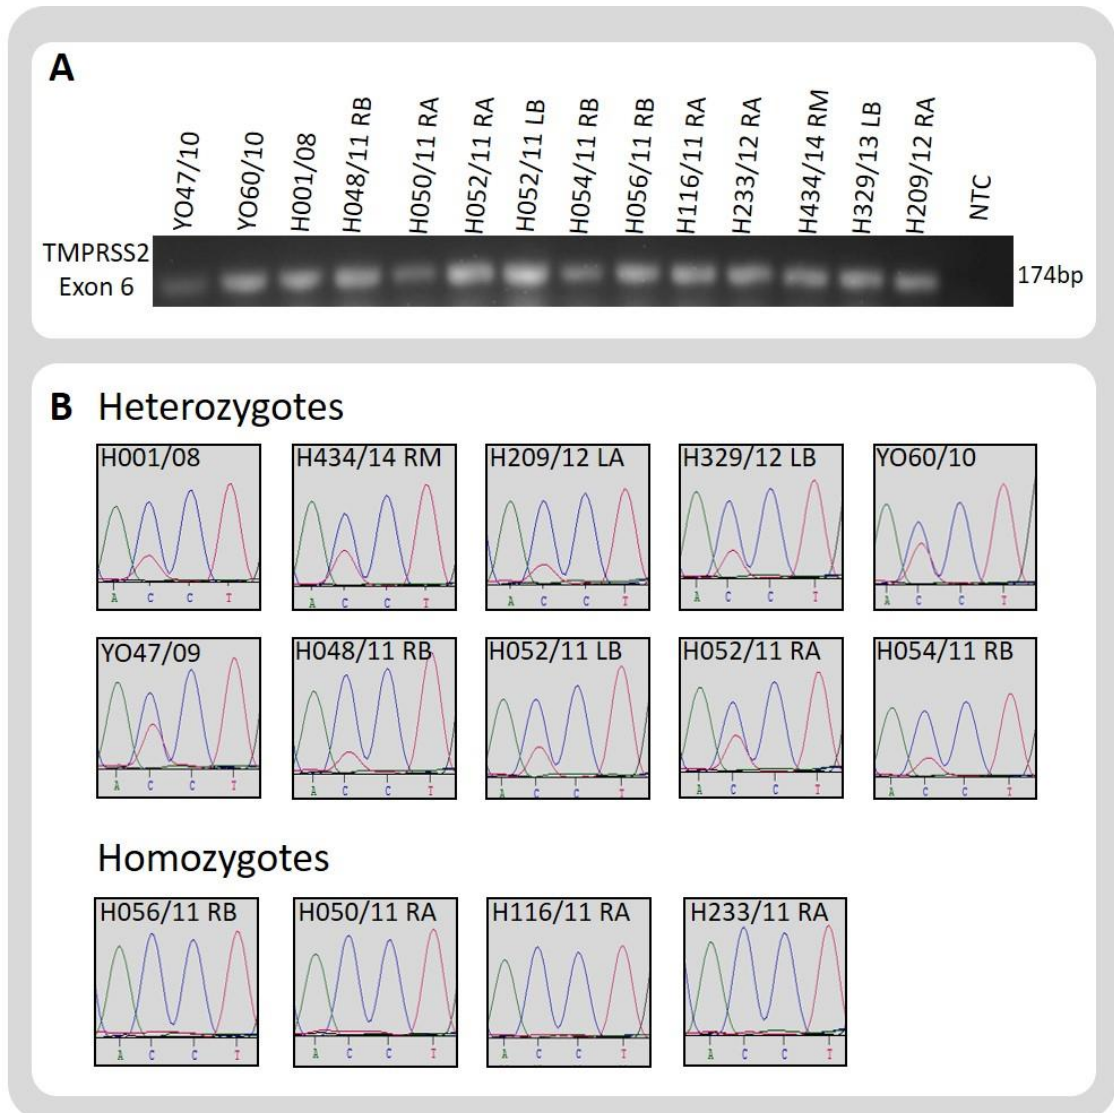 A
YO47/10
YO60/10
H001/08
H048/11 RB
H050/11 RA
H052/11 RA
H052/11 LB
H054/11 RB
H056/11 RB
H116/11 RA
H233/12 RA
H434/14 RM
H329/13 LB
H209/12 RA
NTC
TMPRSS2
Exon 6
174bp
B Heterozygotes
H001/08
A C C T
H434/14 RM
A C C T
H209/12 LA
A C C T
H329/12 LB
A C C T
YO60/10
A C C T
YO47/09
A C C T
H048/11 RB
A C C T
H052/11 LB
A C C T
H052/11 RA
A C C T
H054/11 RB
A C C T
Homozygotes
H056/11 RB
A C C T
H050/11 RA
A C C T
H116/11 RA
A C C T
H233/11 RA
A C C T